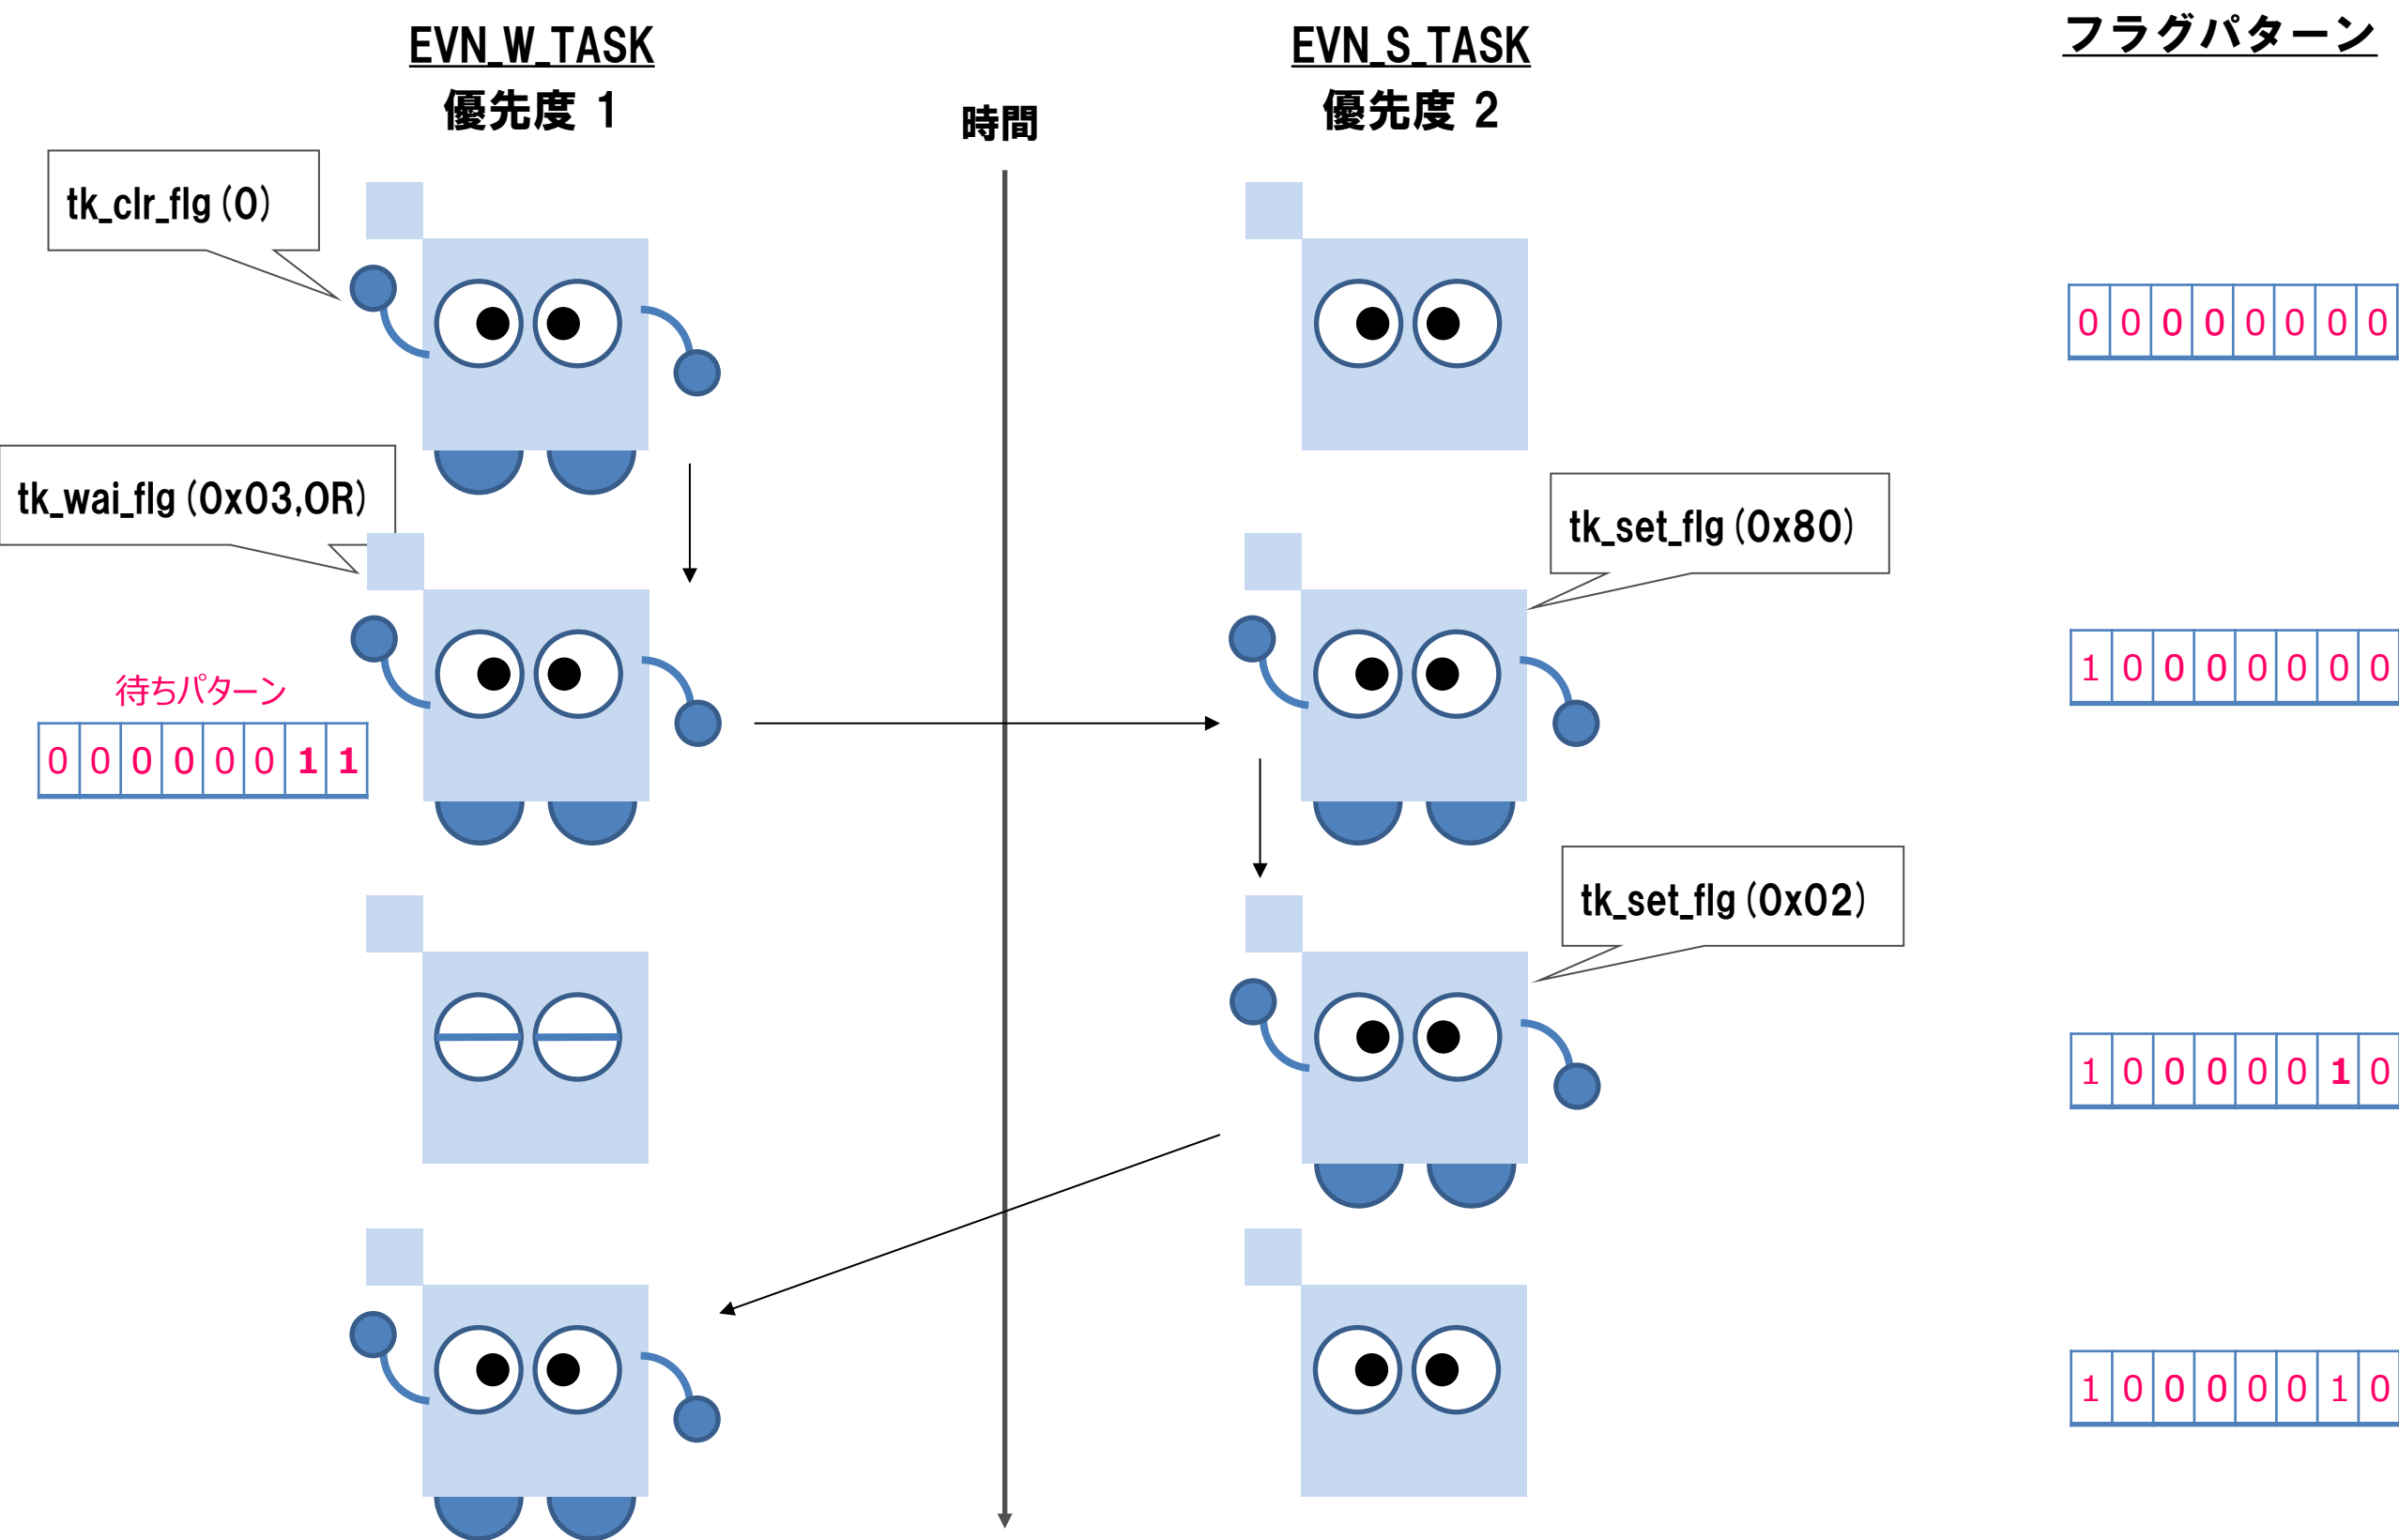 EVN_W_TASK
優先度 1
時間
EVN_S_TASK
優先度 2
フラグパターン
tk_clr_flg(0)
0 0 0 0 0 0 0 0
tk_wai_flg(0x03,OR)
tk_set_flg(0x80)
1 0 0 0 0 0 0 0
待ちパターン
0 0 0 0 0 0 1 1
tk_set_flg(0x02)
1 0 0 0 0 0 1 0
1 0 0 0 0 0 1 0